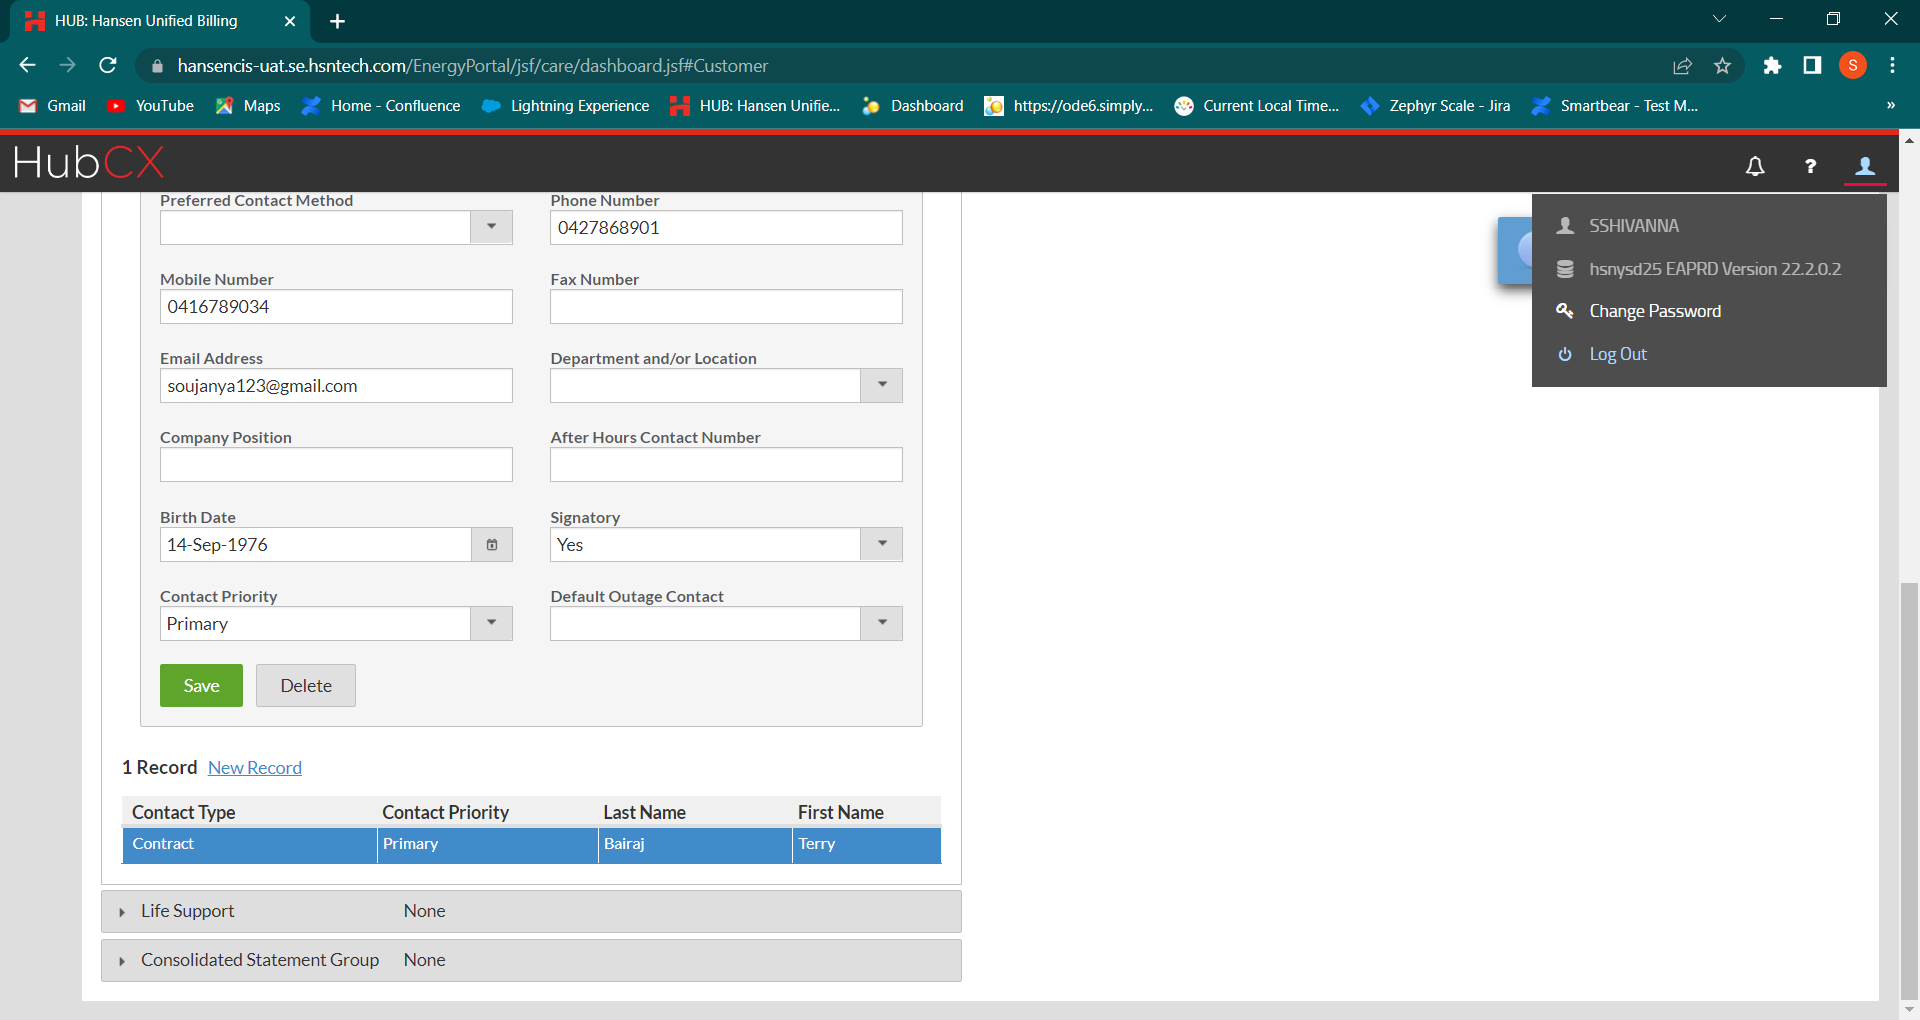 HUB: Hansen Unified Billing
hansencis-uat.se.hsntech.com/EnergyPortal/jsf/care/dashboard.jsf#Customer
S
Gmail YouTube Maps Home - Confluence Lightning Experience HUB: Hansen Unifie... Dashboard https://ode6.simply... Current Local Time... Zephyr Scale - Jira Smartbear - Test M... »
HubCX
?
SSHIVANNA
hsnysd25 EAPRD Version 22.2.0.2
Change Password
Log Out
Preferred Contact Method Phone Number
0427868901
Mobile Number Fax Number
0416789034
Email Address Department and/or Location
soujanya123@gmail.com
Company Position After Hours Contact Number
Birth Date Signatory
14-Sep-1976 Yes
Contact Priority Default Outage Contact
Primary
Save Delete
1 Record New Record
Contact Type Contact Priority Last Name First Name
Contract Primary Bairaj Terry
Life Support None
Consolidated Statement Group None